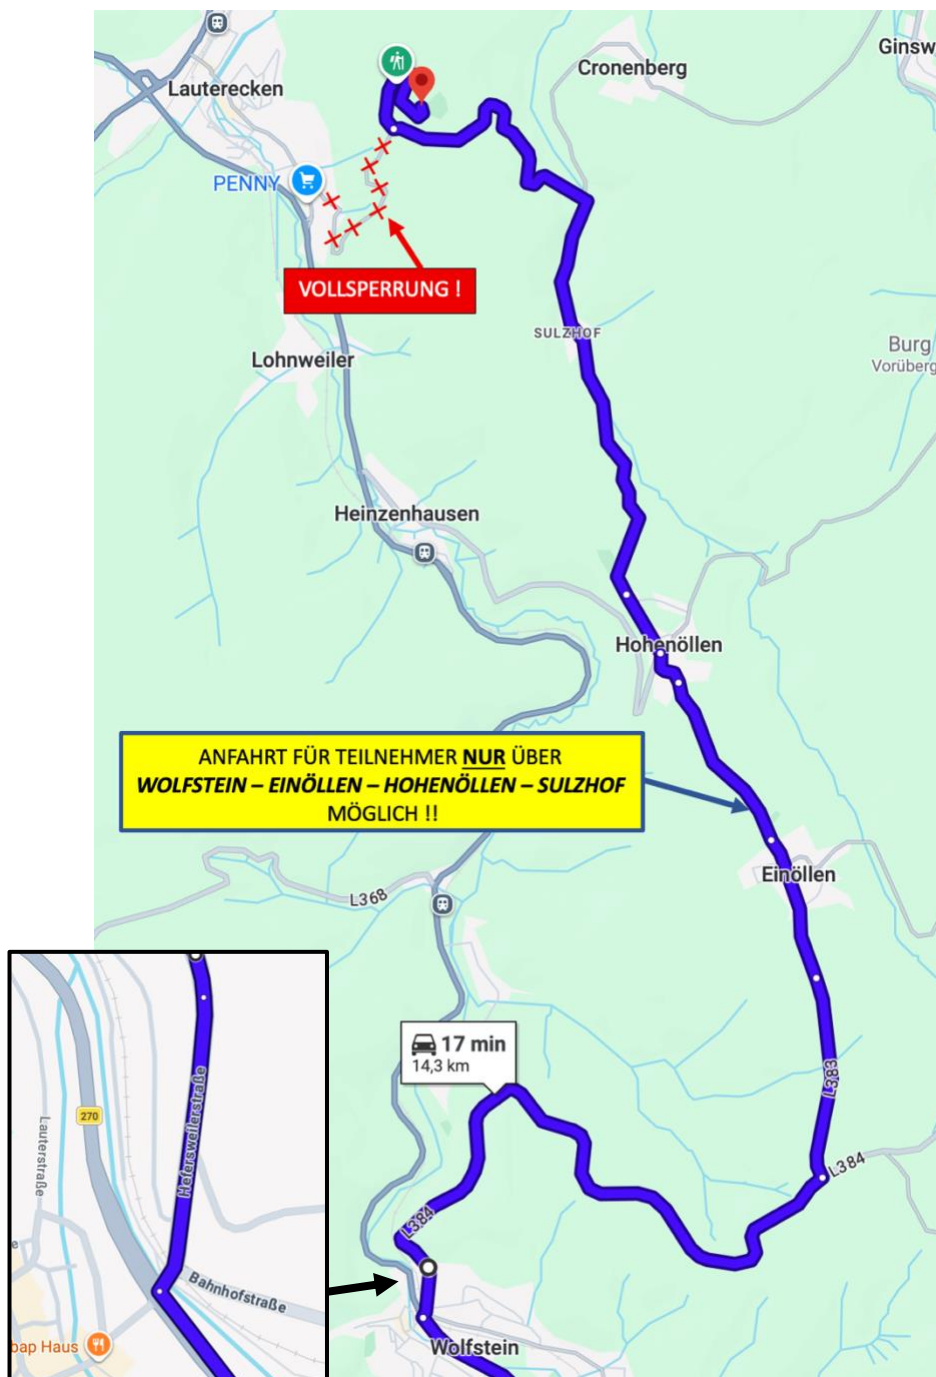 Ginsw
Cronenberg
Lauterecken
PENNY
VOLLSPERRUNG !
SULZHOF
Burg
Vorüberg
Lohnweiler
Heinzenhausen
Hohenöllen
ANFAHRT FÜR TEILNEHMER NUR ÜBER
WOLFSTEIN – EINÖLLEN – HOHENÖLLEN – SULZHOF
MÖGLICH !!
Einöllen
L368
17 min
14,3 km
L383
L384
L384
Hefersweilerstraße
270
Lauterstraße
e
Bahnhofstraße
bap Haus
Wolfstein